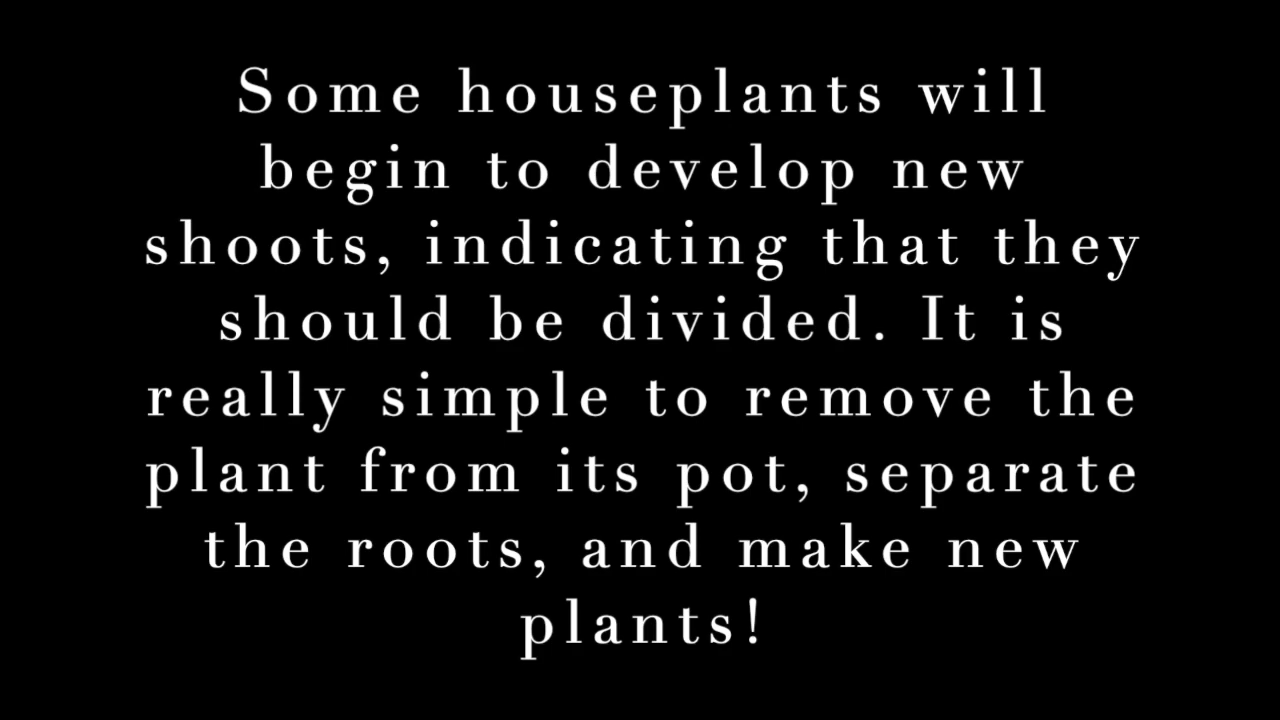 Some houseplants will
begin to develop new
shoots, indicating that they
should be divided. It is
really simple to remove the
plant from its pot, separate
the roots, and make new
plants!